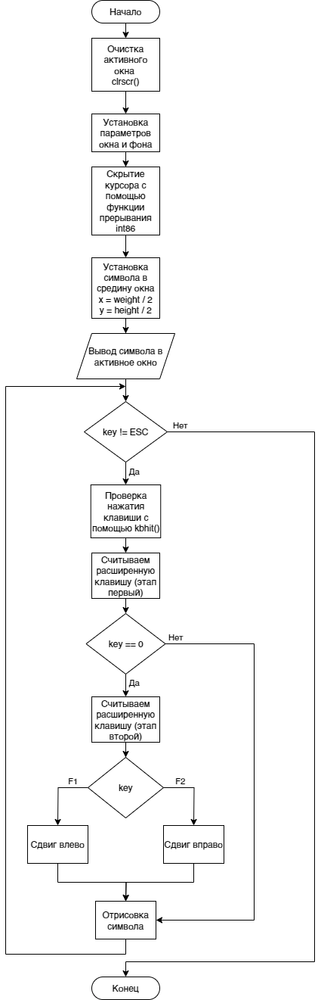 Начало
Очистка
активного
окна
clrscr()
Установка
параметров
окна и фона
Скрытие
курсора с
помощью
функции
прерывания
int86
Установка
символа в
средину окна
x = weight / 2
y = height / 2
Вывод символа в
активное окно
key != ESC
Нет
Да
Проверка
нажатия
клавиши с
помощью kbhit()
Считываем
расширенную
клавишу (этап
первый)
key == 0
Нет
Да
Считываем
расширенную
клавишу (этап
второй)
key
F1
F2
Сдвиг влево
Сдвиг вправо
Отрисовка
символа
Конец